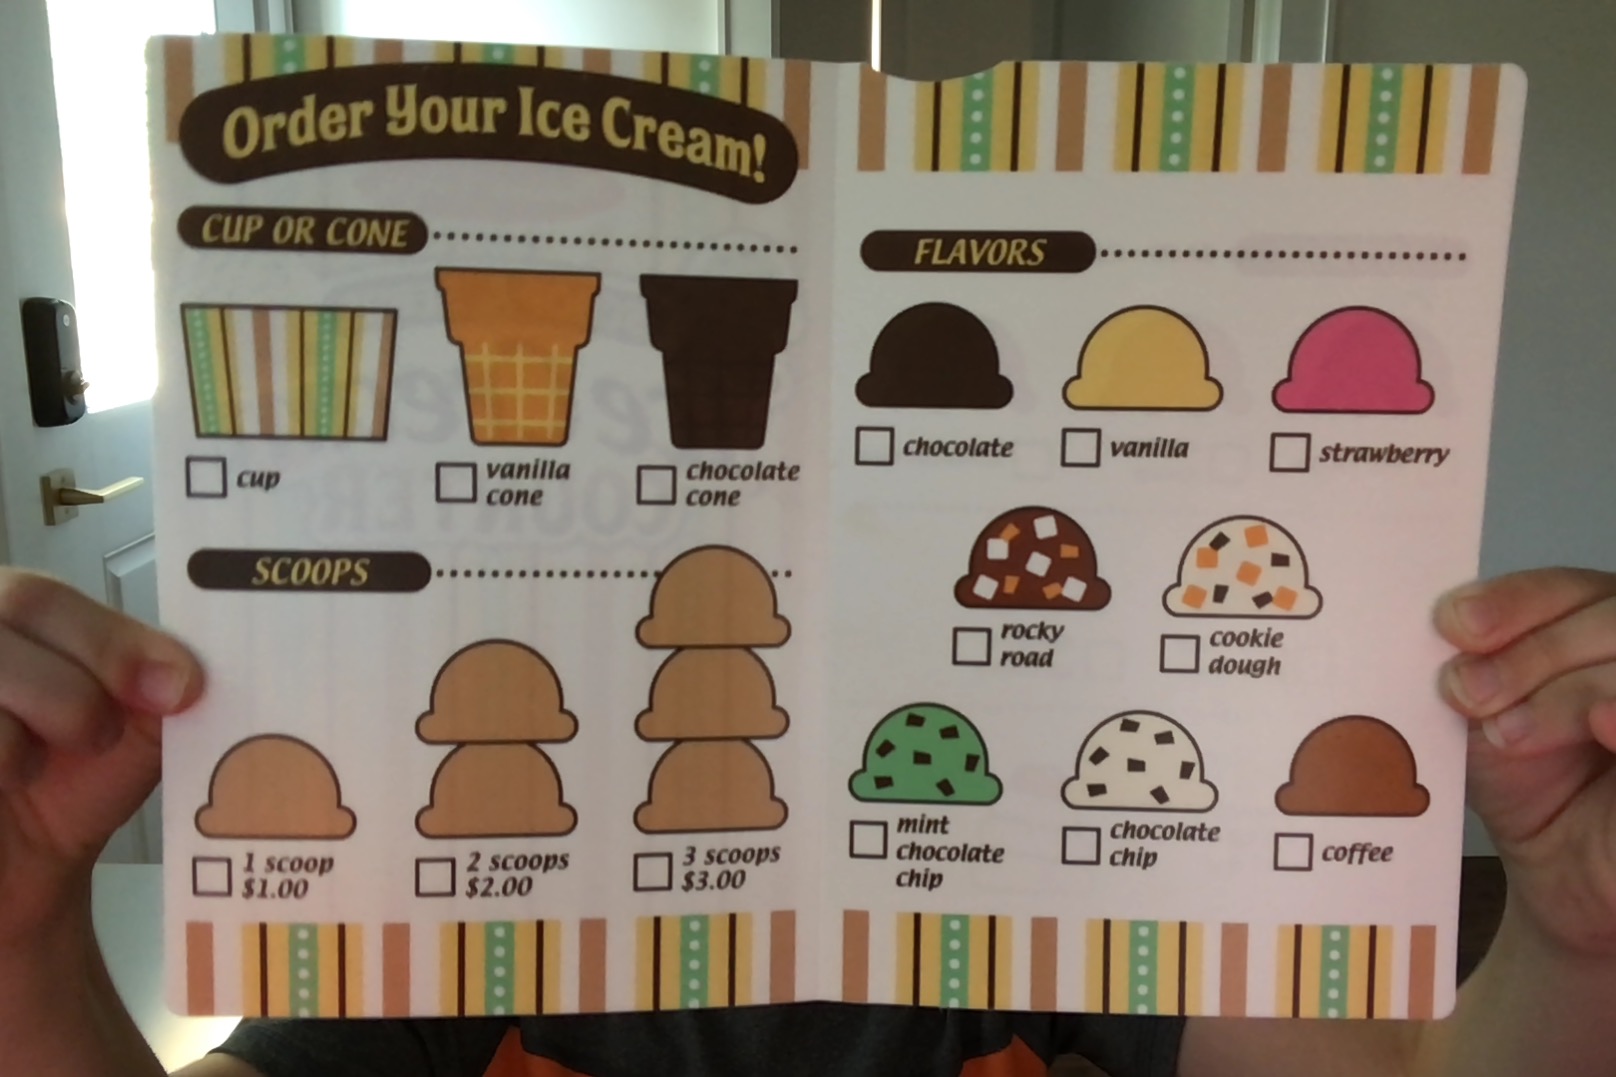 Order Your Ice Cream!
CUP OR CONE
cup
vanilla
cone
chocolate
cone
SCOOPS
1 scoop
$1.00
2 scoops
$2.00
3 scoops
$3.00
FLAVORS
chocolate
vanilla
strawberry
rocky
road
cookie
dough
mint
chocolate
chip
chocolate
chip
coffee